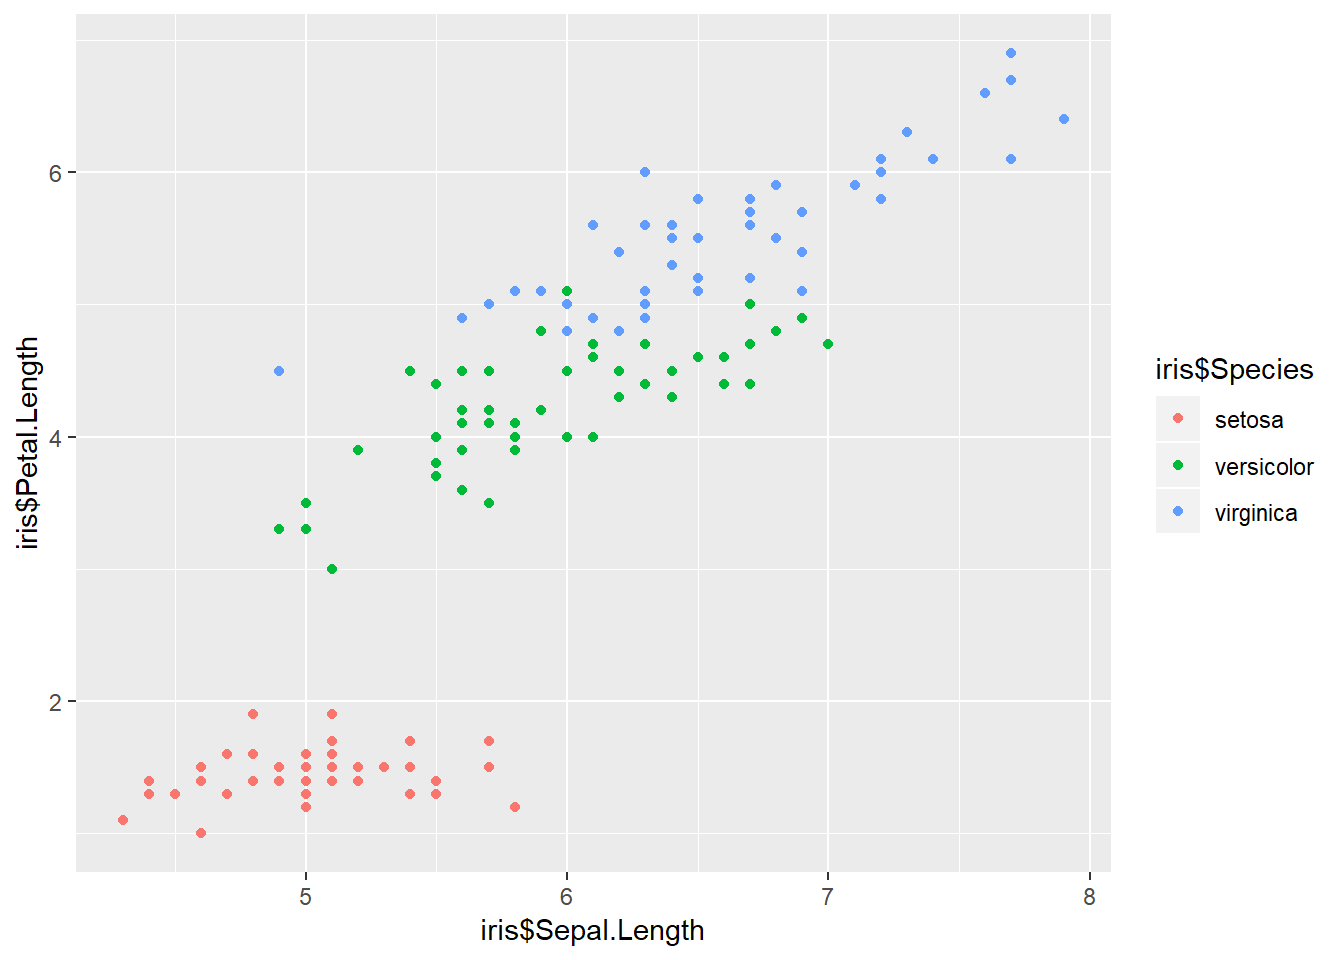 6
4
2
5 6 7 8
iris$Sepal.Length
iris$Petal.Length
iris$Species
setosa
versicolor
virginica